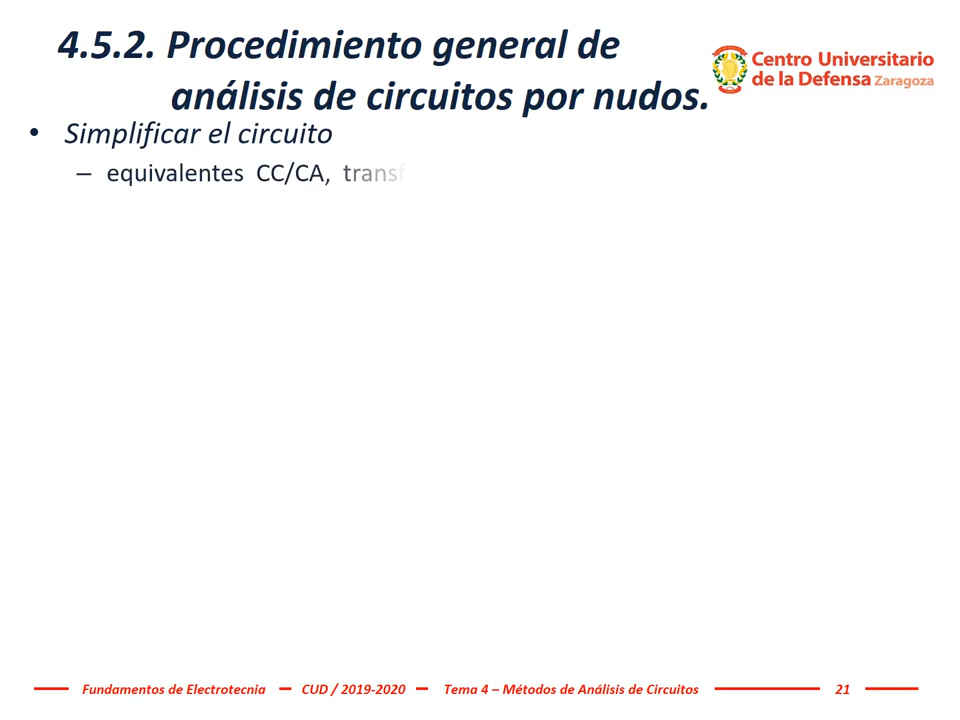 4.5.2. Procedimiento general de
análisis de circuitos por nudos.
Centro Universitario
de la Defensa Zaragoza
• Simplificar el circuito
– equivalentes CC/CA,
Fundamentos de Electrotecnia – CUD / 2019-2020 – Tema 4 – Métodos de Análisis de Circuitos 21